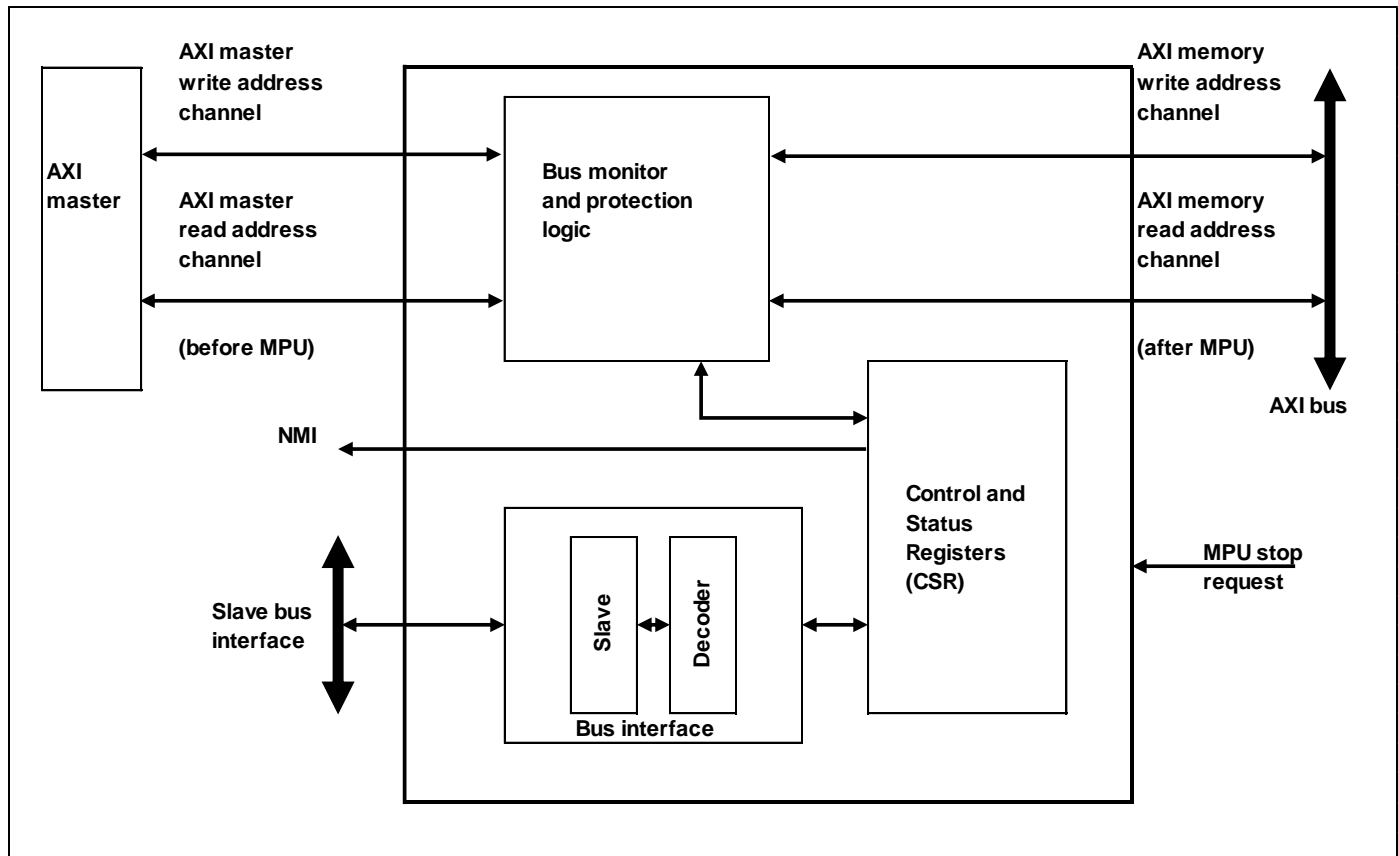 AXI master
write address
channel
AXI memory
write address
channel
AXI
master
Bus monitor
and protection
logic
AXI master
read address
channel
AXI memory
read address
channel
(before MPU)
(after MPU)
AXI bus
NMI
Control and
Status
Registers
(CSR)
MPU stop
request
Slave bus
interface
Slave
Decoder
Bus interface